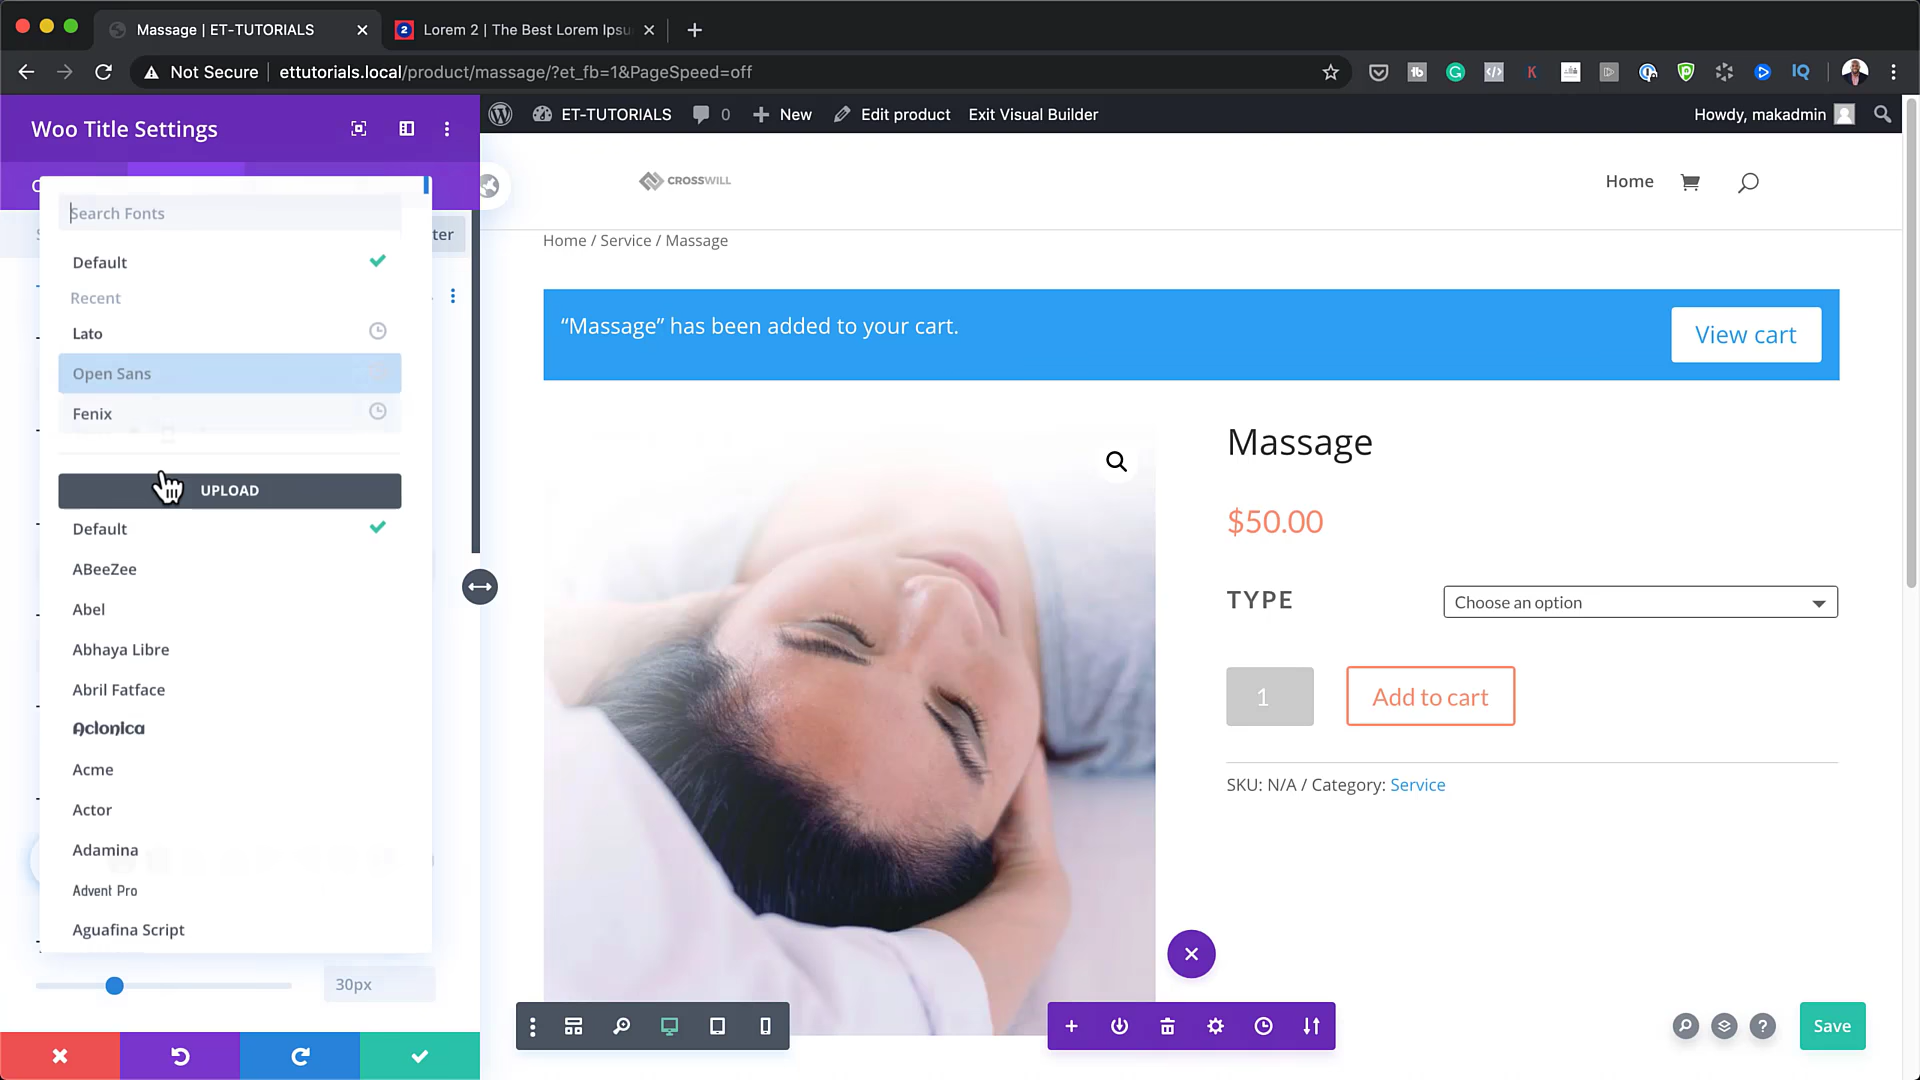 Massage | ET-TUTORIALS
Lorem 2 | The Best Lorem Ipsu
Not Secure
ettutorials.local/product/massage/?et_fb=1&PageSpeed=off
Woo Title Settings
ET-TUTORIALS
0
New
Edit product
Exit Visual Builder
Howdy, makadmin
CROSSWILL
Home
Search Fonts
ter
Default
Recent
Lato
Open Sans
Fenix
UPLOAD
Default
ABeeZee
Abel
Abhaya Libre
Abril Fatface
Aclonica
Acme
Actor
Adamina
Advent Pro
Aguafina Script
30px
Home / Service / Massage
“Massage” has been added to your cart.
View cart
Massage
$50.00
TYPE
Choose an option
1
Add to cart
SKU: N/A / Category: Service
Save